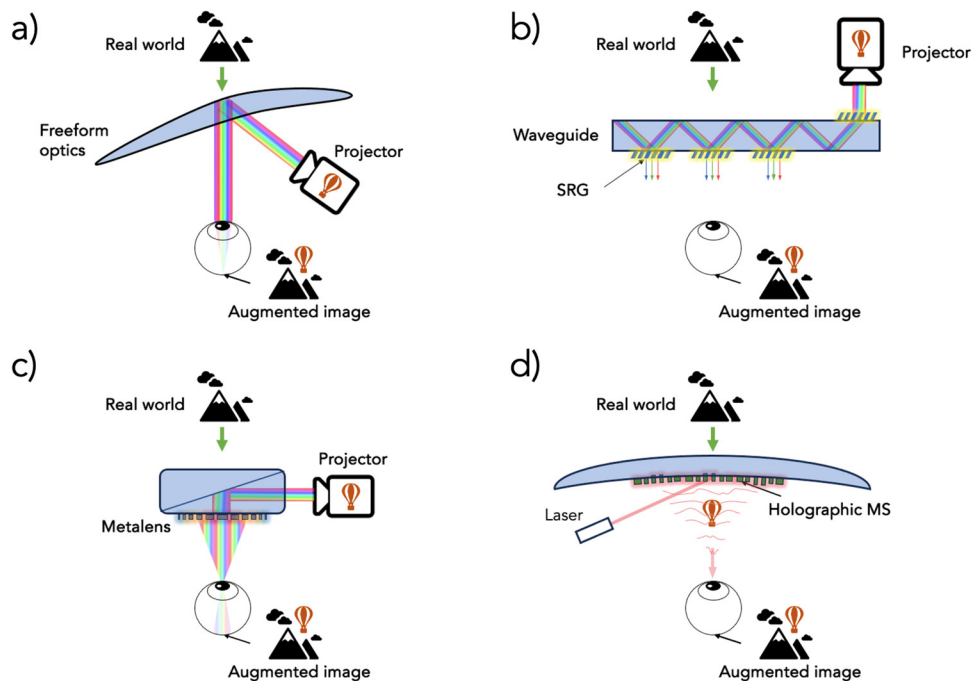 a)
Real world
Freeform
optics
Projector
Augmented image
b)
Real world
Projector
Waveguide
SRG
Augmented image
c)
Real world
Projector
Metalens
Augmented image
d)
Real world
Laser
Holographic MS
Augmented image